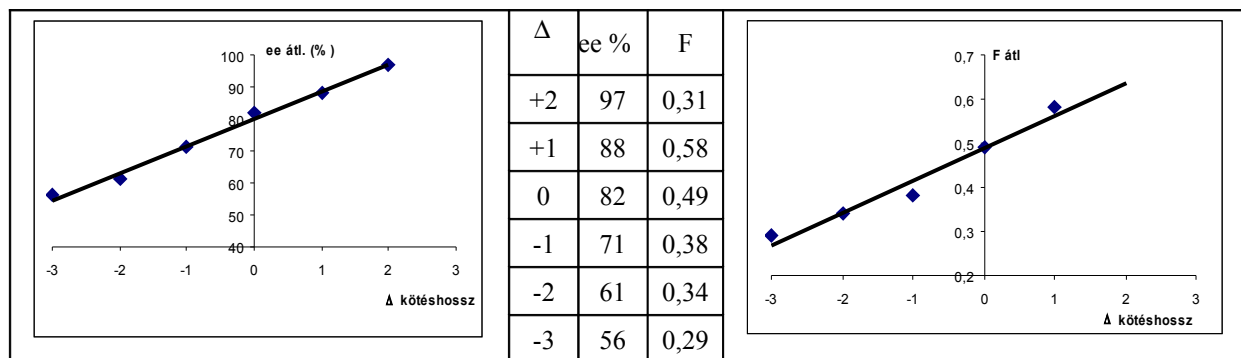 ee átl. (% )
100
90
80
70
60
50
40
-3 -2 -1 0 1 2 3
Δ kötéshossz
Δ ee % F
+2 97 0,31
+1 88 0,58
0 82 0,49
-1 71 0,38
-2 61 0,34
-3 56 0,29
F átl
0,7
0,6
0,5
0,4
0,3
0,2
-3 -2 -1 0 1 2 3
Δ kötéshossz